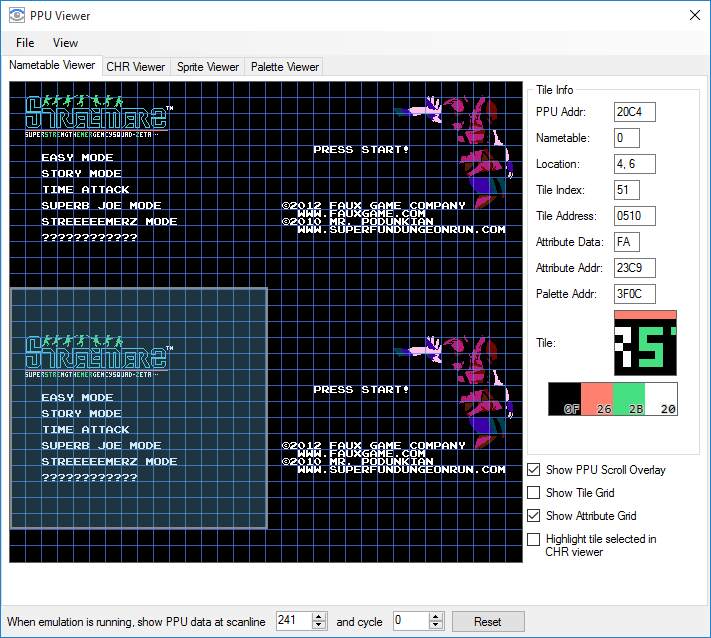 PPU Viewer
File View
Nametable Viewer CHR Viewer Sprite Viewer Palette Viewer
STREEMERZ™
SUPERSTRENGTHEMERGENCYSQUAD-ZETA
EASY MODE
STORY MODE
TIME ATTACK
SUPERB JOE MODE
STREEEEEMERZ MODE
????????????
PRESS START!
©2012 FAUX GAME COMPANY
WWW.FAUXGAME.COM
©2010 MR. PODUNKIAN
WWW.SUPERFUNDUNGEONRUN.COM
STREEMERZ™
SUPERSTRENGTHEMERGENCYSQUAD-ZETA
EASY MODE
STORY MODE
TIME ATTACK
SUPERB JOE MODE
STREEEEEMERZ MODE
????????????
PRESS START!
©2012 FAUX GAME COMPANY
WWW.FAUXGAME.COM
©2010 MR. PODUNKIAN
WWW.SUPERFUNDUNGEONRUN.COM
Tile Info
PPU Addr: 20C4
Nametable: 0
Location: 4, 6
Tile Index: 51
Tile Address: 0510
Attribute Data: FA
Attribute Addr: 23C9
Palette Addr: 3F0C
Tile:
0F 26 2B 20
Show PPU Scroll Overlay
Show Tile Grid
Show Attribute Grid
Highlight tile selected in
CHR viewer
When emulation is running, show PPU data at scanline 241 and cycle 0 Reset